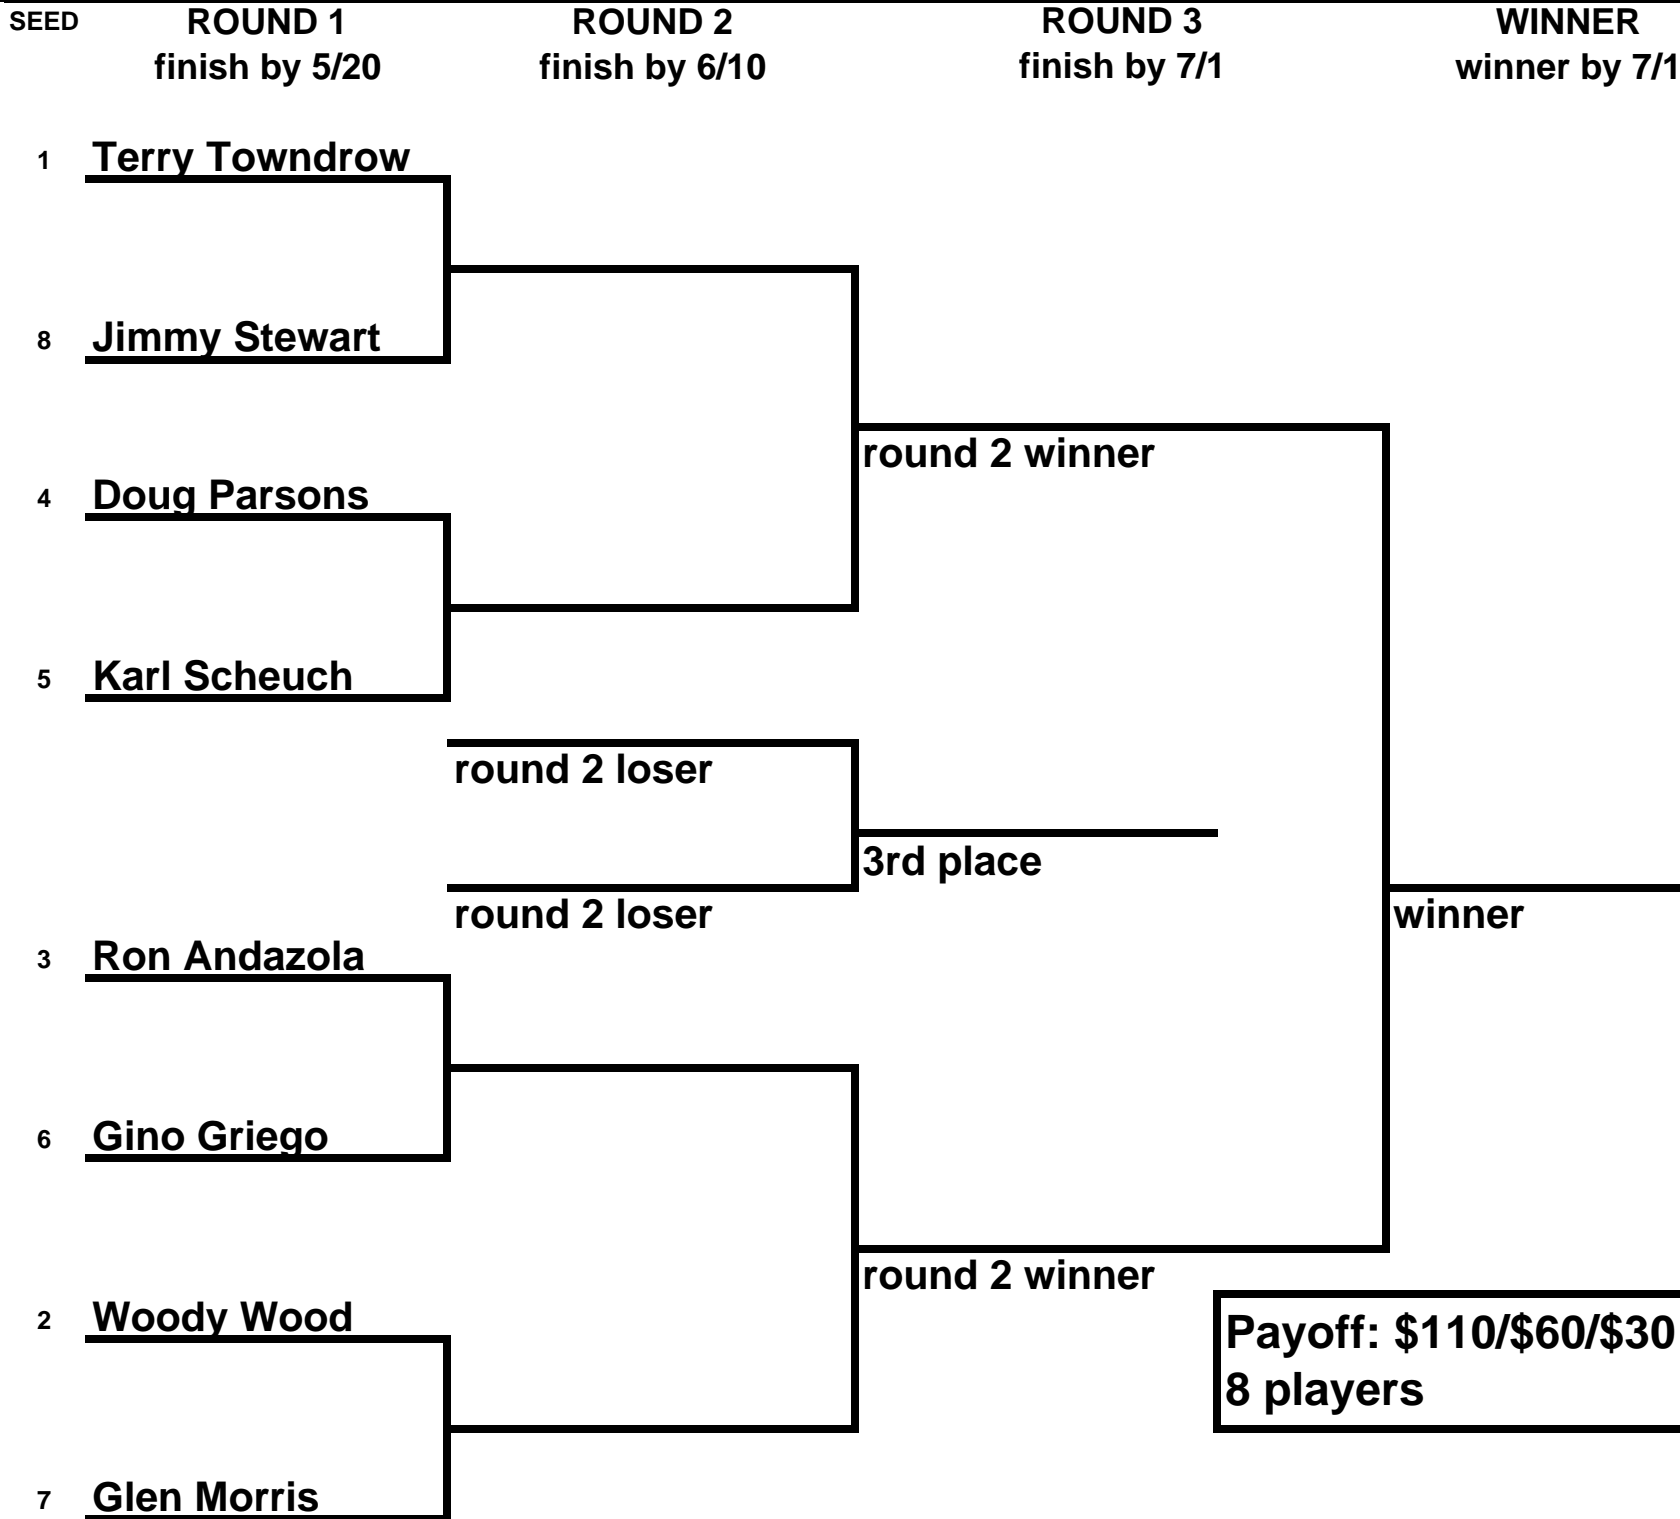 SEED ROUND 1 ROUND 2 ROUND 3 WINNER
finish by 5/20 finish by 6/10 finish by 7/1 winner by 7/1
1 Terry Towndrow
8 Jimmy Stewart
round 2 winner
4 Doug Parsons
5 Karl Scheuch
round 2 loser
3rd place
round 2 loser
winner
3 Ron Andazola
6 Gino Griego
round 2 winner
2 Woody Wood
Payoff: $110/$60/$30
8 players
7 Glen Morris